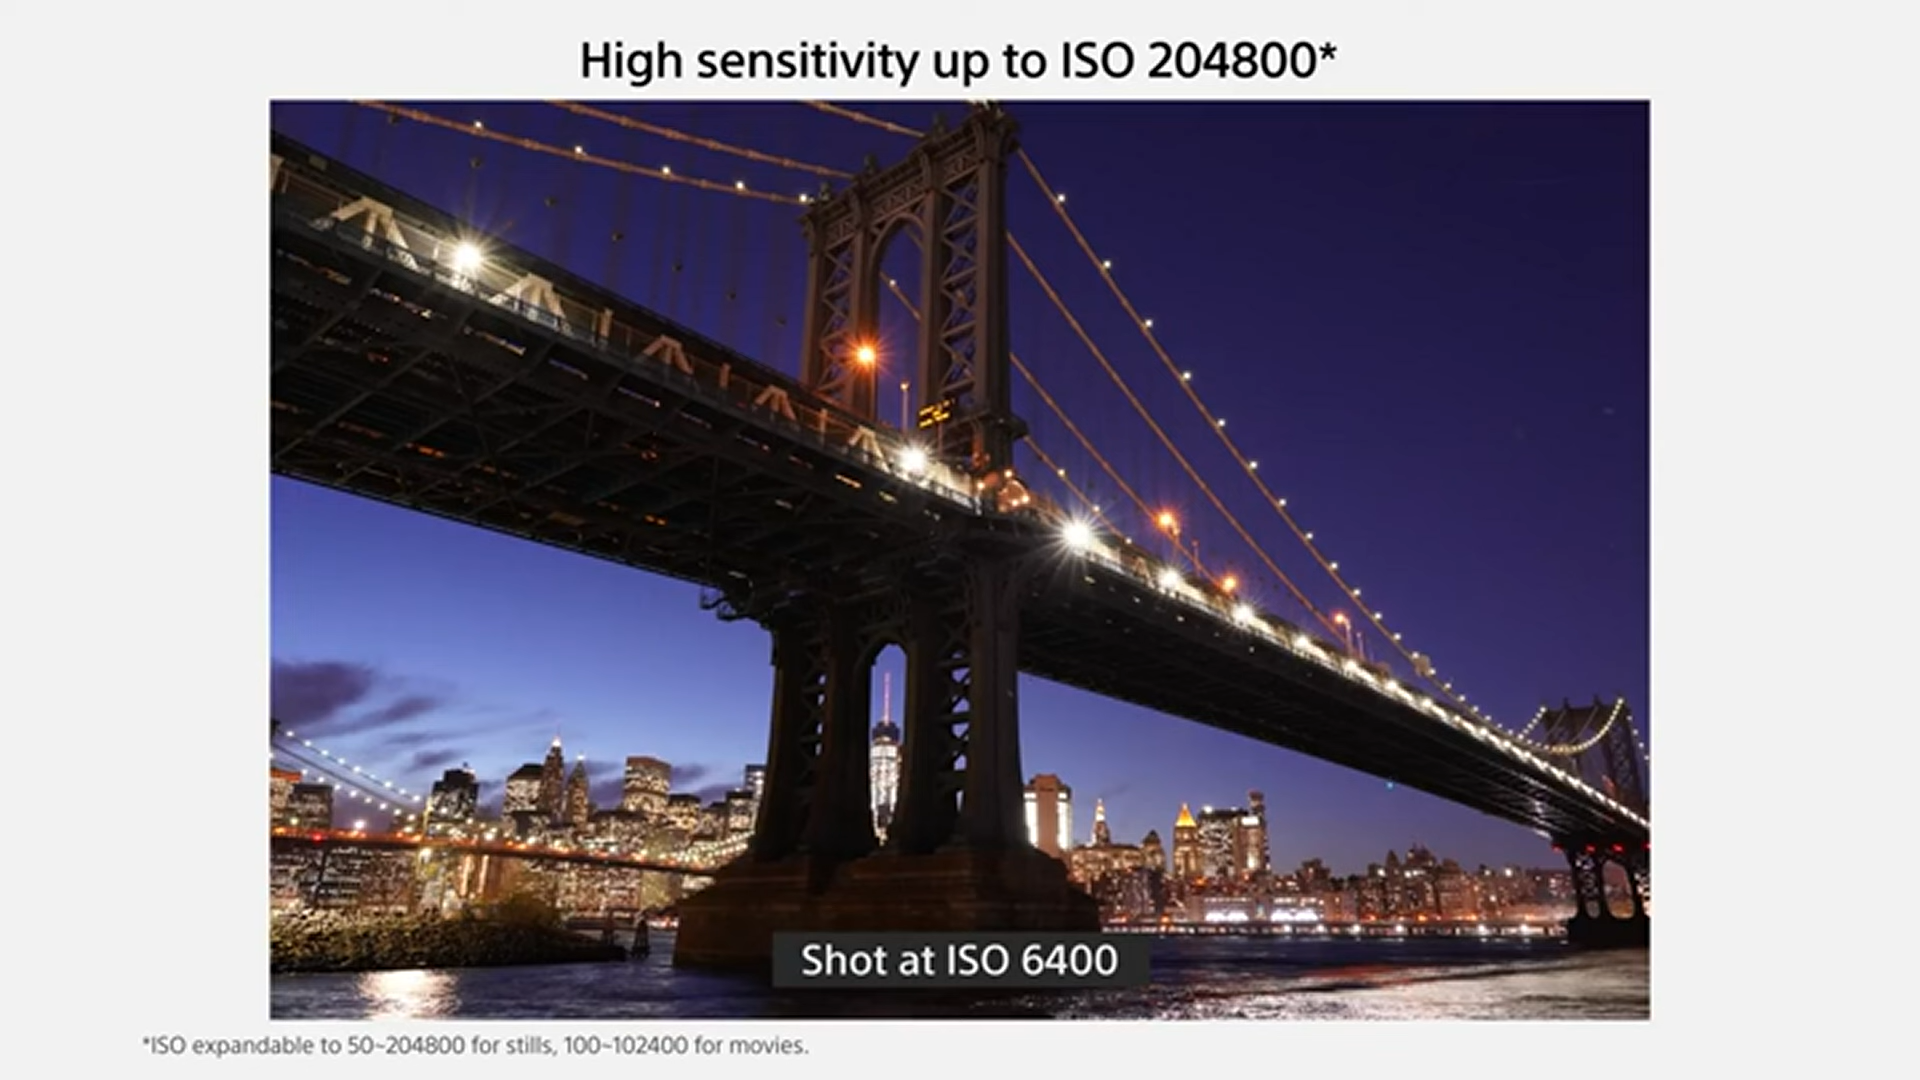 High sensitivity up to ISO 204800*
Shot at ISO 6400
*ISO expandable to 50~204800 for stills, 100~102400 for movies.